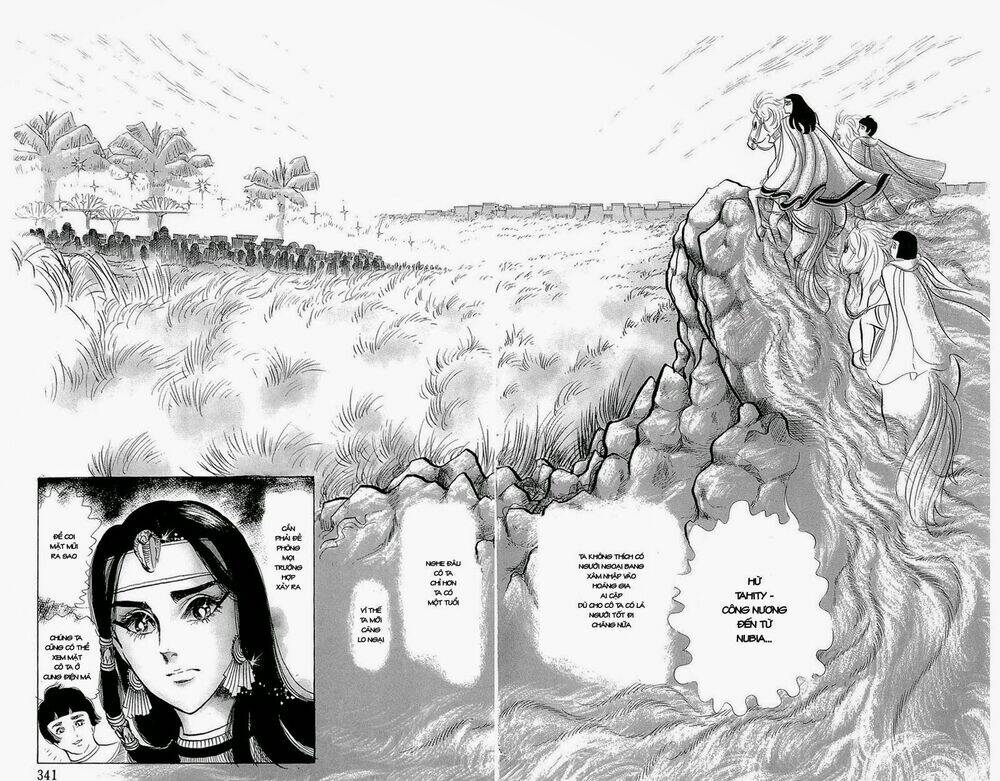 HỪ
TAHITY -
CÔNG NƯƠNG
ĐẾN TỪ
NUBIA...
TA KHÔNG THÍCH CÓ
NGƯỜI NGOẠI BANG
XÂM NHẬP VÀO
HOÀNG GIA
AI CẬP
DÙ CHO CÔ TA CÓ LÀ
NGƯỜI TỐT ĐI
CHĂNG NỮA
NGHE ĐÂU
CÔ TA
CHỈ HƠN
TA CÓ
MỘT TUỔI
VÌ THẾ
TA MỚI
CÀNG
LO NGẠI
CẦN
PHẢI ĐỀ
PHÒNG
MỌI
TRƯỜNG
HỢP
XẢY RA
ĐỂ COI
MẶT MŨI
RA SAO
CHÚNG TA
CŨNG CÓ THỂ
XEM MẶT
CÔ TA Ở
CUNG ĐIỆN MÀ
341